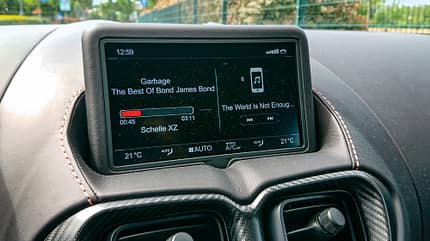 12:59
Garbage
The Best Of Bond James Bond
00:45
03:11
Schelle XZ
6
The World Is Not Enoug...
21°C
AUTO
A/C
21°C